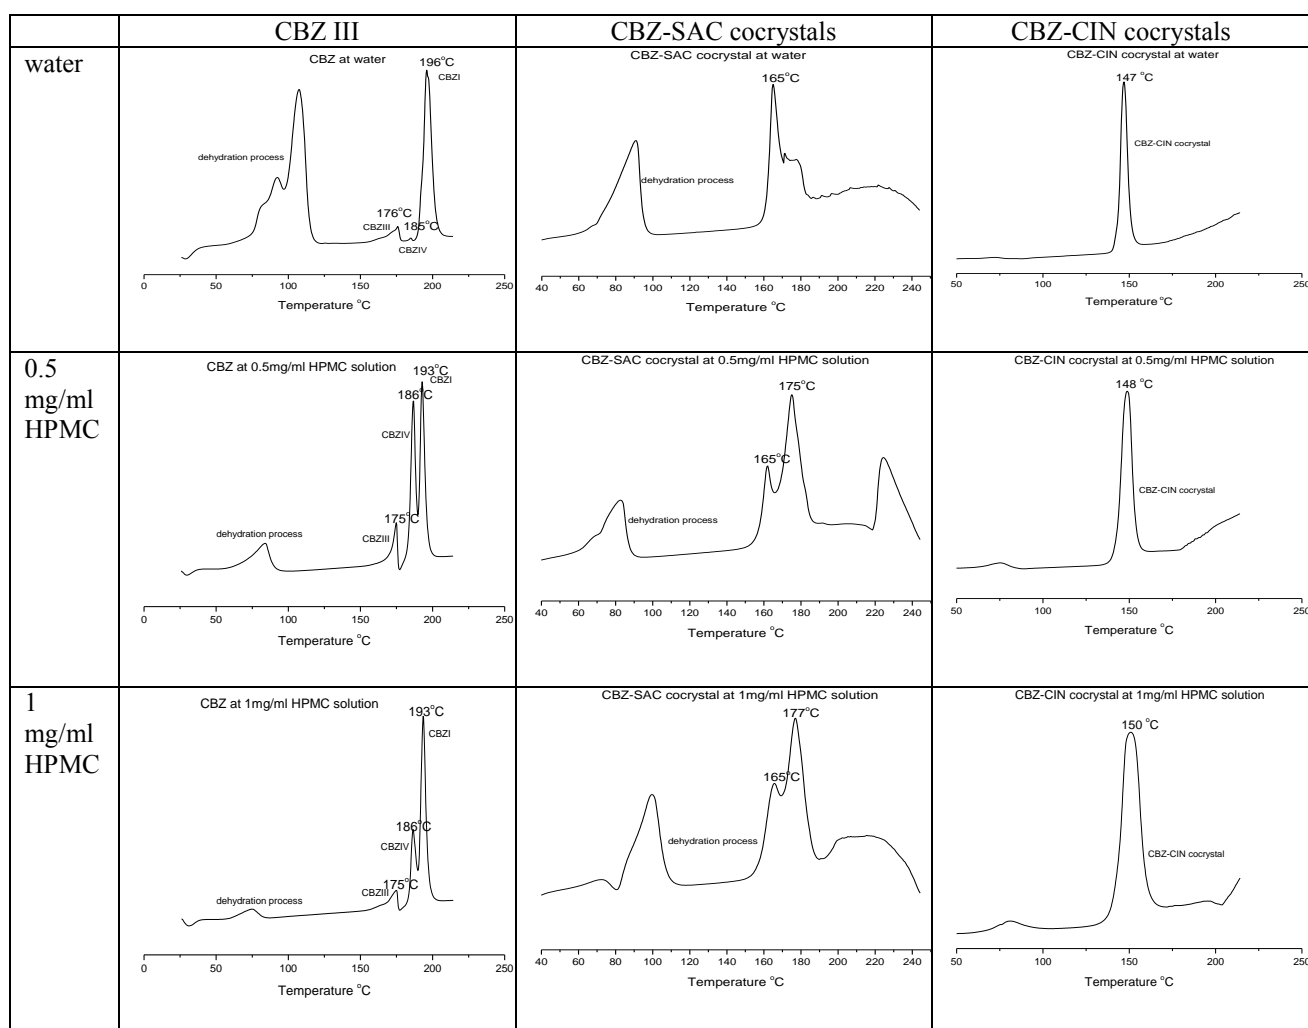 CBZ III
CBZ-SAC cocrystals
CBZ-CIN cocrystals
water
CBZ at water
196°C
CBZI
dehydration process
176°C
185°C
CBZIII
CBZIV
0 50 100 150 200 250
Temperature °C
CBZ-SAC cocrystal at water
165°C
dehydration process
40 60 80 100 120 140 160 180 200 220 240
Temperature °C
CBZ-CIN cocrystal at water
147 °C
CBZ-CIN cocrystal
50 100 150 200 250
Temperature °C
0.5
mg/ml
HPMC
CBZ at 0.5mg/ml HPMC solution
193°C
CBZI
186°C
CBZIV
175°C
CBZIII
dehydration process
0 50 100 150 200 250
Temperature °C
CBZ-SAC cocrystal at 0.5mg/ml HPMC solution
175°C
165°C
dehydration process
40 60 80 100 120 140 160 180 200 220 240
Temperature °C
CBZ-CIN cocrystal at 0.5mg/ml HPMC solution
148 °C
CBZ-CIN cocrystal
50 100 150 200 250
Temperature °C
1
mg/ml
HPMC
CBZ at 1mg/ml HPMC solution
193°C
CBZI
186°C
CBZIV
175°C
CBZIII
dehydration process
0 50 100 150 200 250
Temperature °C
CBZ-SAC cocrystal at 1mg/ml HPMC solution
177°C
165°C
dehydration process
40 60 80 100 120 140 160 180 200 220 240
Temperature °C
CBZ-CIN cocrystal at 1mg/ml HPMC solution
150 °C
CBZ-CIN cocrystal
50 100 150 200 250
Temperature °C